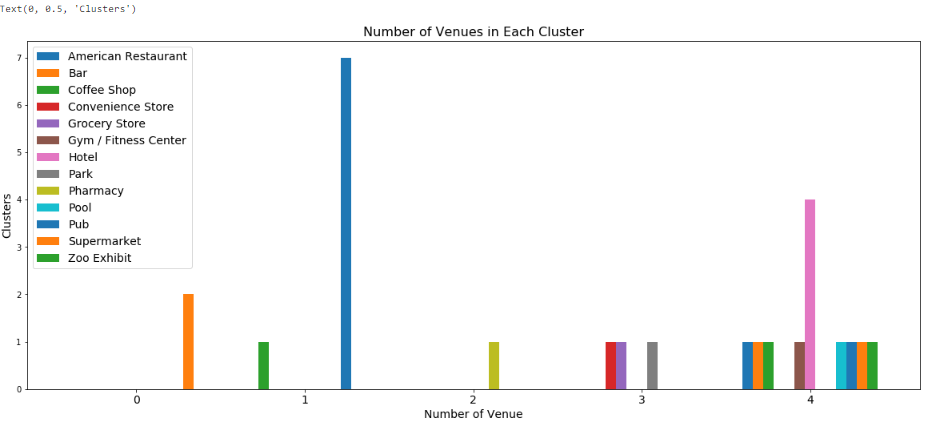 Text(0, 0.5, 'Clusters')
Number of Venues in Each Cluster
American Restaurant
Bar
Coffee Shop
Convenience Store
Grocery Store
Gym / Fitness Center
Hotel
Park
Pharmacy
Pool
Pub
Supermarket
Zoo Exhibit
7
6
5
4
3
2
1
0
Clusters
0 1 2 3 4
Number of Venue